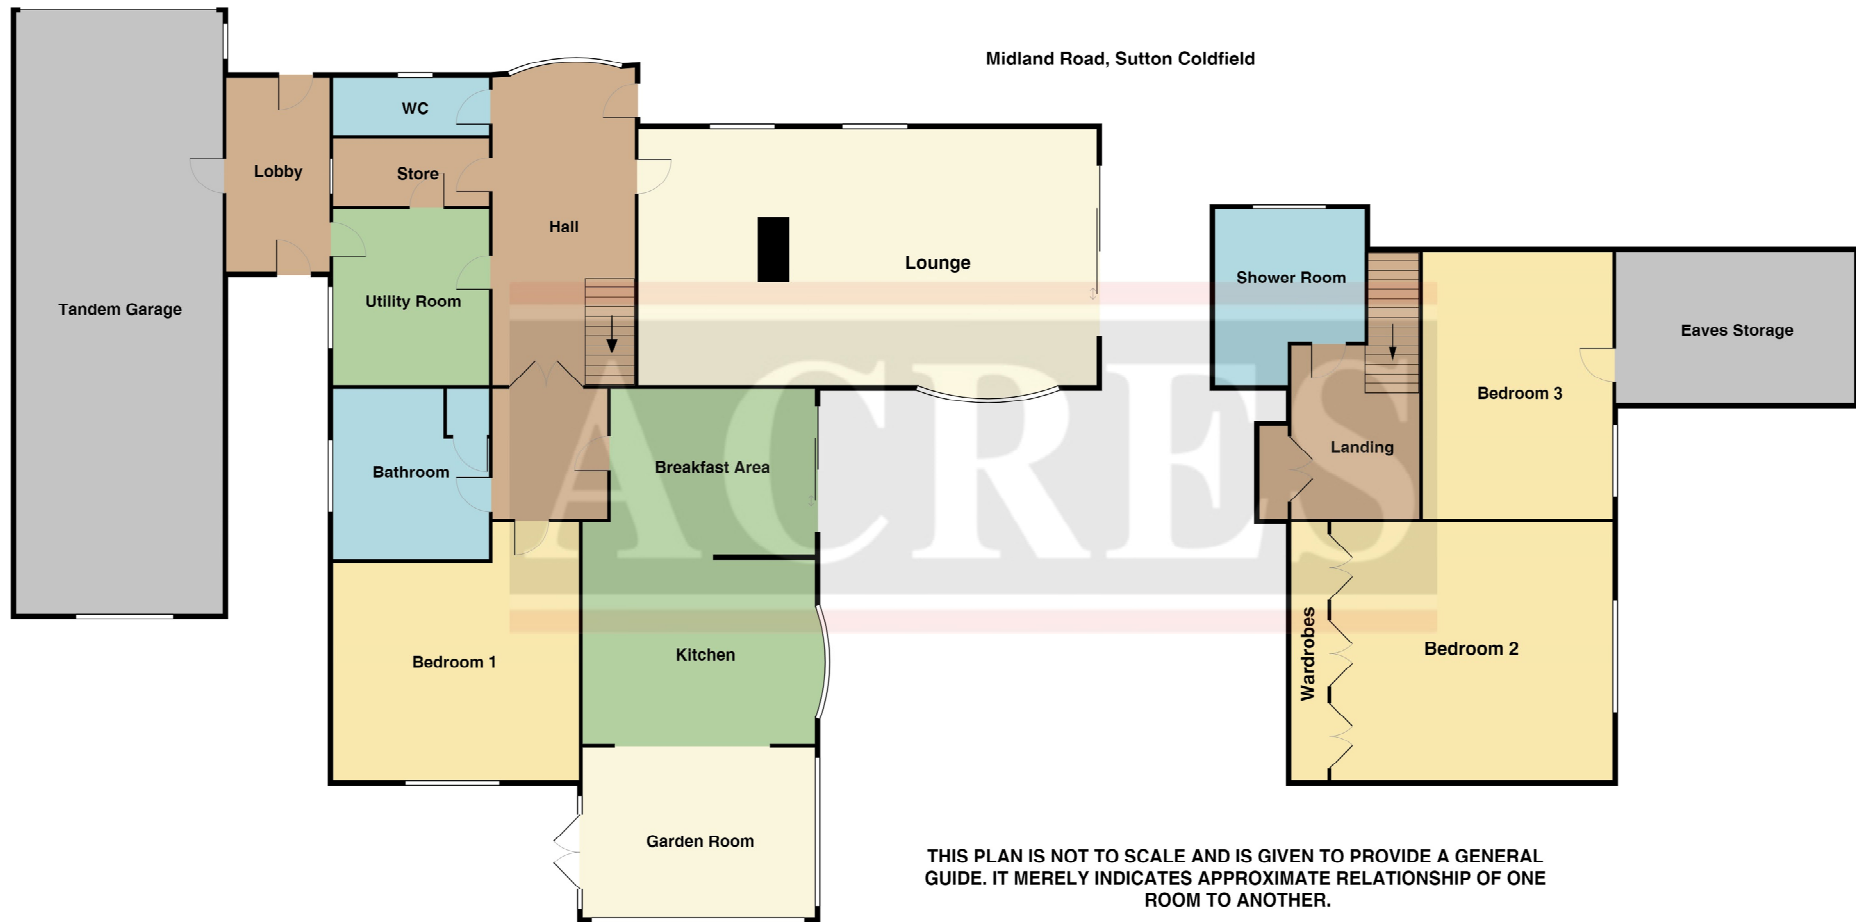 Midland Road, Sutton Coldfield
WC
Lobby
Store
Hall
Lounge
Tandem Garage
Utility Room
Shower Room
Eaves Storage
Bedroom 3
Landing
Bathroom
Breakfast Area
ACRES
Bedroom 1
Kitchen
Wardrobes
Bedroom 2
Garden Room
THIS PLAN IS NOT TO SCALE AND IS GIVEN TO PROVIDE A GENERAL
GUIDE. IT MERELY INDICATES APPROXIMATE RELATIONSHIP OF ONE
ROOM TO ANOTHER.